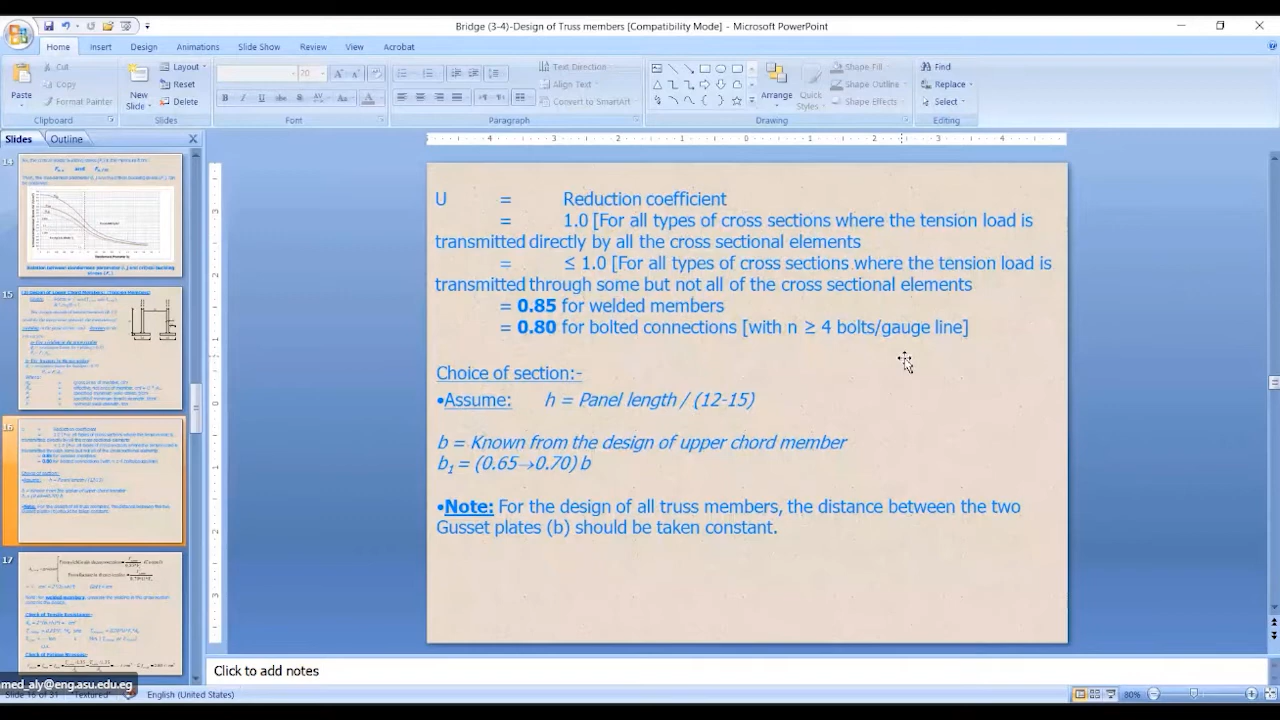 Bridge (3-4)-Design of Truss members [Compatibility Mode] - Microsoft PowerPoint
Home Insert Design Animations Slide Show Review View Acrobat
Cut
Copy
Format Painter
Paste
Clipboard
New Slide
Layout
Reset
Delete
Slides
20
Font
Text Direction
Align Text
Convert to SmartArt
Paragraph
Arrange
Quick Styles
Shape Fill
Shape Outline
Shape Effects
Drawing
Find
Replace
Select
Editing
Slides Outline
14
15
16
17
U = Reduction coefficient
= 1.0 [For all types of cross sections where the tension load is
transmitted directly by all the cross sectional elements
= ≤ 1.0 [For all types of cross sections where the tension load is
transmitted through some but not all of the cross sectional elements
0.85 for welded members
= 0.80 for bolted connections [with n ≥ 4 bolts/gauge line]
Choice of section:-
•Assume: h = Panel length / (12-15)
b = Known from the design of upper chord member
b1 = (0.65→0.70) b
•Note: For the design of all truss members, the distance between the two
Gusset plates (b) should be taken constant.
Click to add notes
med_aly@eng.asu.edu.eg
English (United States)
80%